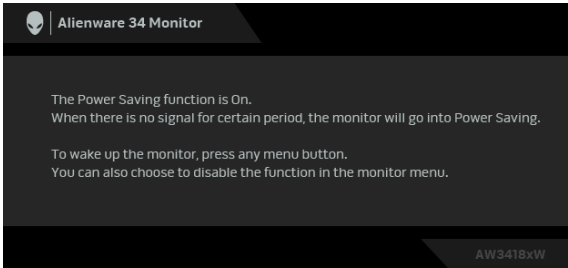 Alienware 34 Monitor
The Power Saving function is On.
When there is no signal for certain period, the monitor will go into Power Saving.
To wake up the monitor, press any menu button.
You can also choose to disable the function in the monitor menu.
AW3418xW